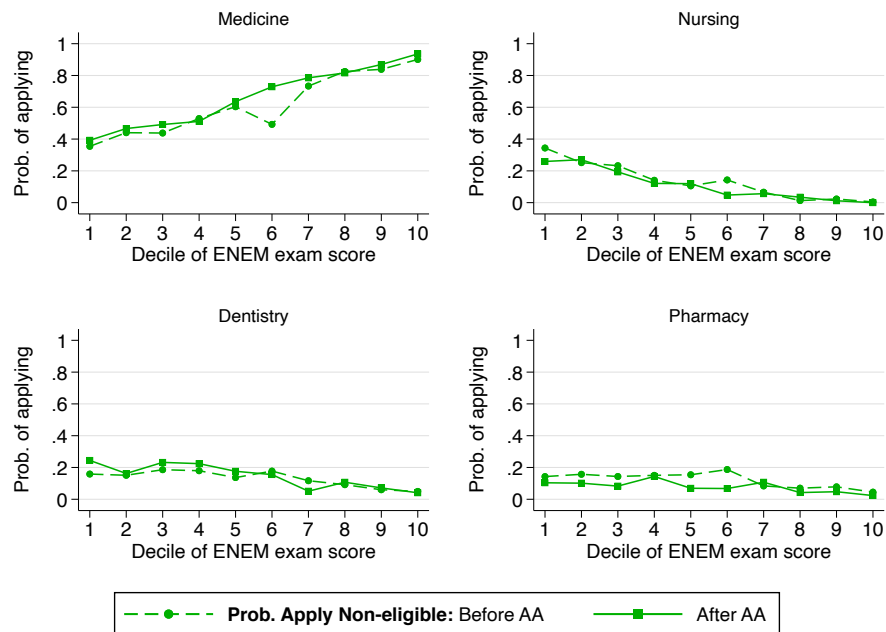 Medicine
Prob. of applying
1
.8
.6
.4
.2
0
1 2 3 4 5 6 7 8 9 10
Decile of ENEM exam score
Nursing
Prob. of applying
1
.8
.6
.4
.2
0
1 2 3 4 5 6 7 8 9 10
Decile of ENEM exam score
Dentistry
Prob. of applying
1
.8
.6
.4
.2
0
1 2 3 4 5 6 7 8 9 10
Decile of ENEM exam score
Pharmacy
Prob. of applying
1
.8
.6
.4
.2
0
1 2 3 4 5 6 7 8 9 10
Decile of ENEM exam score
Prob. Apply Non-eligible: Before AA After AA